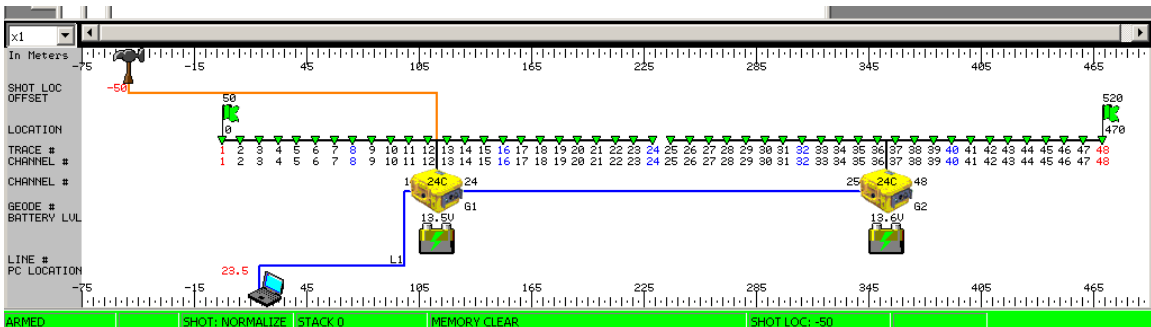 x1
In Meters
-75 -15 45 105 165 225 285 345 405 465
SHOT LOC -50
OFFSET 50 520
LOCATION 0 470
TRACE # 1 2 3 4 5 6 7 8 9 10 11 12 13 14 15 16 17 18 19 20 21 22 23 24 25 26 27 28 29 30 31 32 33 34 35 36 37 38 39 40 41 42 43 44 45 46 47 48
CHANNEL # 1 2 3 4 5 6 7 8 9 10 11 12 13 14 15 16 17 18 19 20 21 22 23 24 25 26 27 28 29 30 31 32 33 34 35 36 37 38 39 40 41 42 43 44 45 46 47 48
CHANNEL # 1 24C 24 25 24C 48
GEODE # G1 G2
BATTERY LVL 13.5V 13.6V
LINE # L1
PC LOCATION 23.5
-75 -15 45 105 165 225 285 345 405 465
ARMED SHOT: NORMALIZE STACK 0 MEMORY CLEAR SHOT LOC: -50